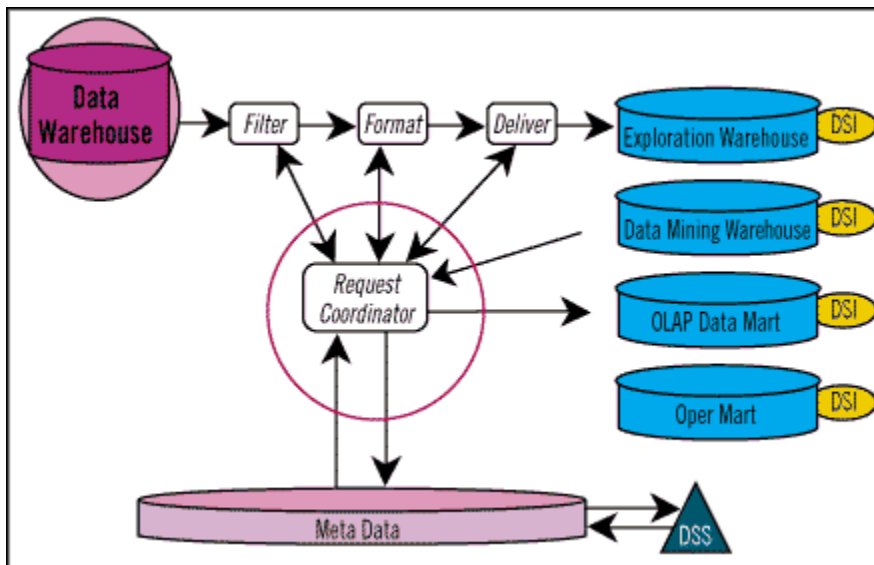 Data
Warehouse
Filter
Format
Deliver
Exploration Warehouse
DSI
Data Mining Warehouse
DSI
Request
Coordinator
OLAP Data Mart
DSI
Oper Mart
DSI
Meta Data
DSS